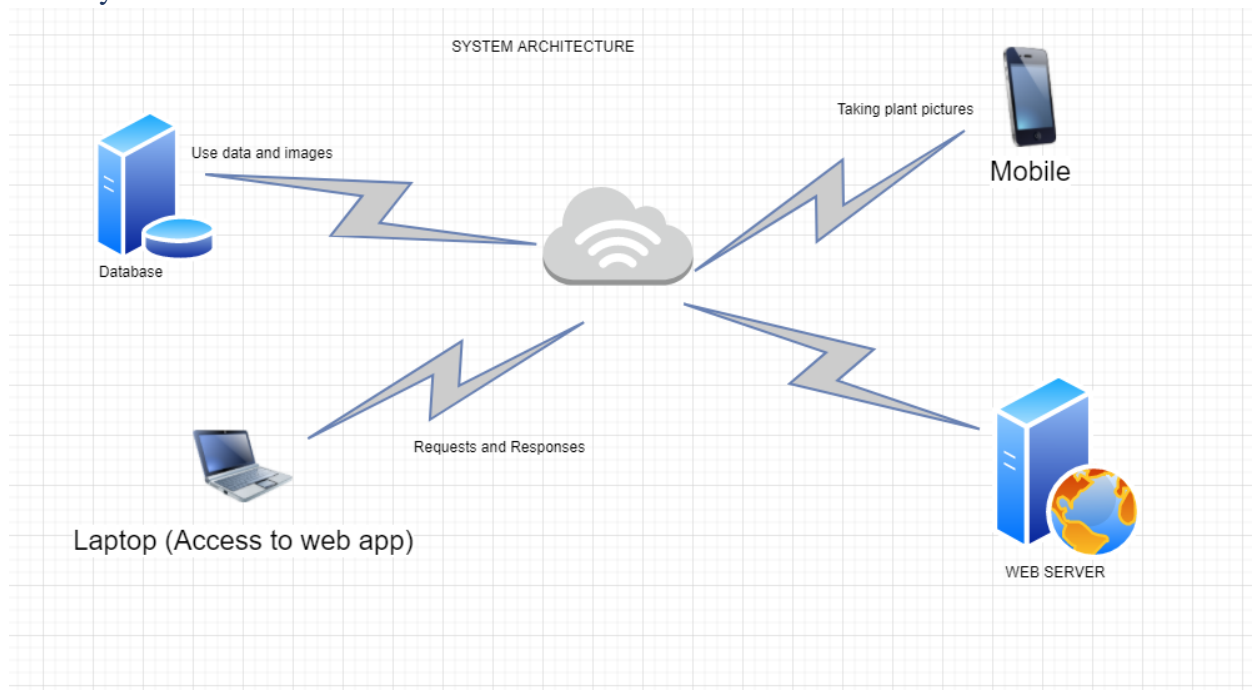 SYSTEM ARCHITECTURE
Taking plant pictures
Use data and images
Mobile
Database
Requests and Responses
Laptop (Access to web app)
WEB SERVER